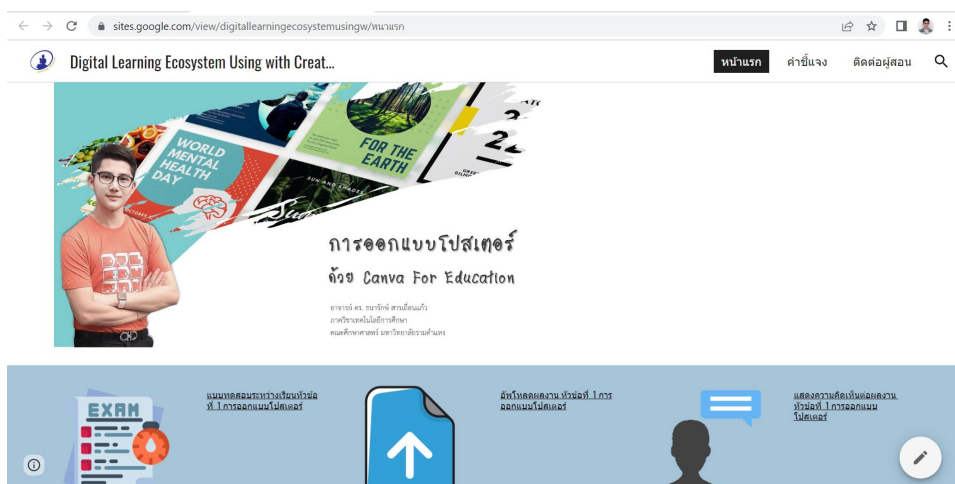 sites.google.com/view/digitallearningecosystemusingw/หน้าแรก
Digital Learning Ecosystem Using with Creat...
หน้าแรก
คำชี้แจง
ติดต่อผู้สอน
WORLD
MENTAL
HEALTH
DAY
OCTOBER
FOR THE
EARTH
SUN AND SHADES
Sun
การออกแบบโปสเตอร์
ด้วย Canva For Education
อาจารย์ ดร. ธนารักษ์ สารเถื่อนแก้ว
ภาควิชาเทคโนโลยีการศึกษา
คณะศึกษาศาสตร์ มหาวิทยาลัยรามคำแหง
EXAM
แบบทดสอบระหว่างเรียนหัวข้อ
ที่ 1 การออกแบบโปสเตอร์
อัพโหลดผลงาน หัวข้อที่ 1 การ
ออกแบบโปสเตอร์
แสดงความคิดเห็นต่อผลงาน
หัวข้อที่ 1 การออกแบบ
โปสเตอร์